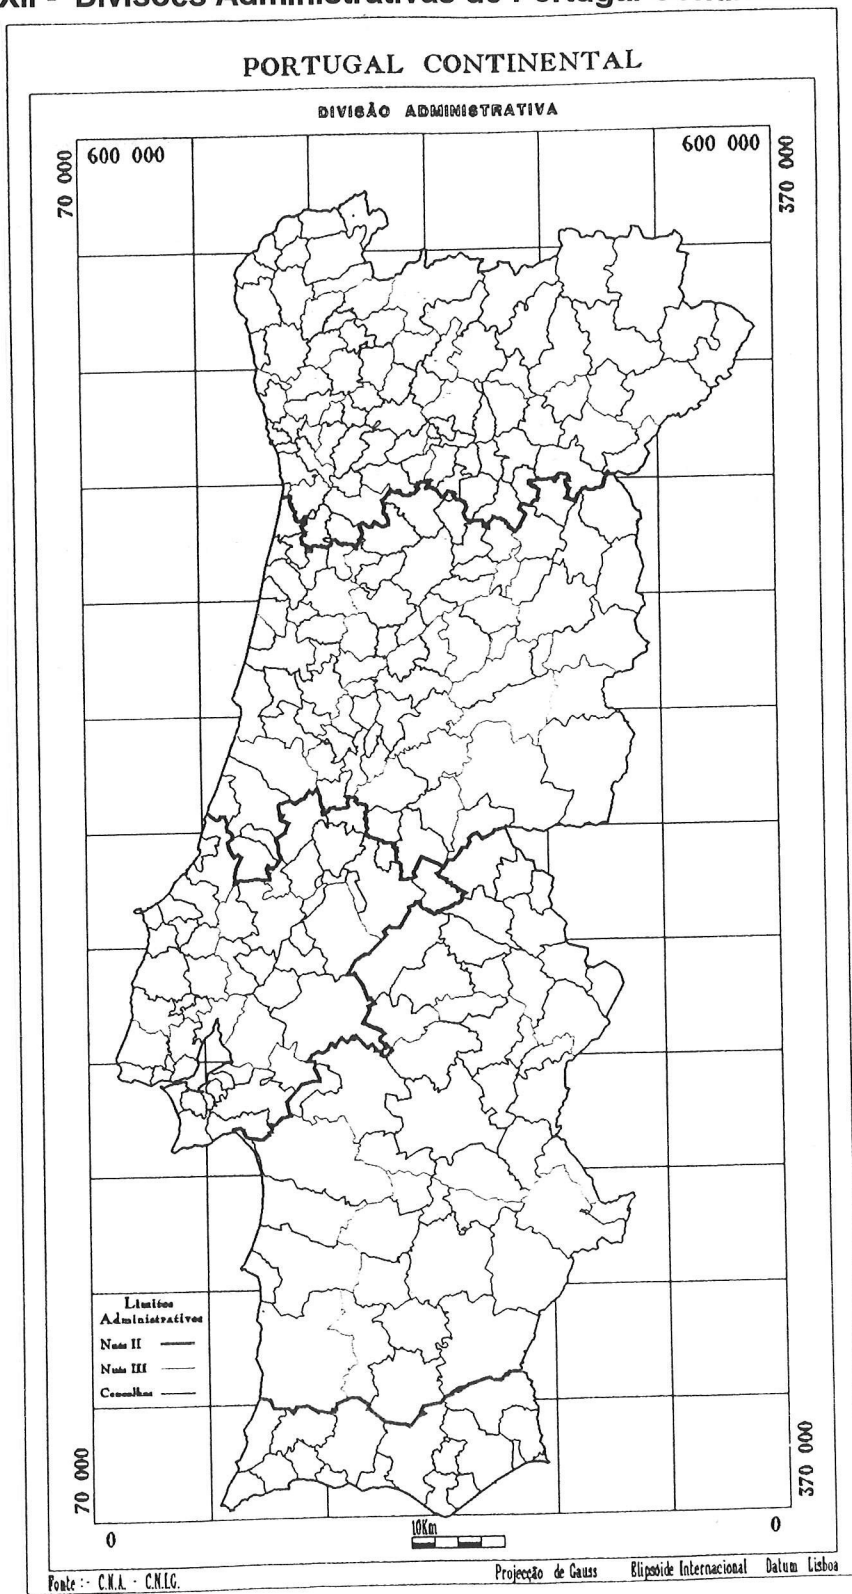 XII - Divisões Administrativas de Portugal
PORTUGAL CONTINENTAL
DIVISÃO ADMINISTRATIVA
70 000
600 000
600 000
370 000
Limites
Administrativos
Nuts II
Nuts III
Concelhos
70 000
0
10Km
0
370 000
Fonte :- C.N.A. - C.N.I.G.
Projecção de Gauss Elipsóide Internacional Datum Lisboa